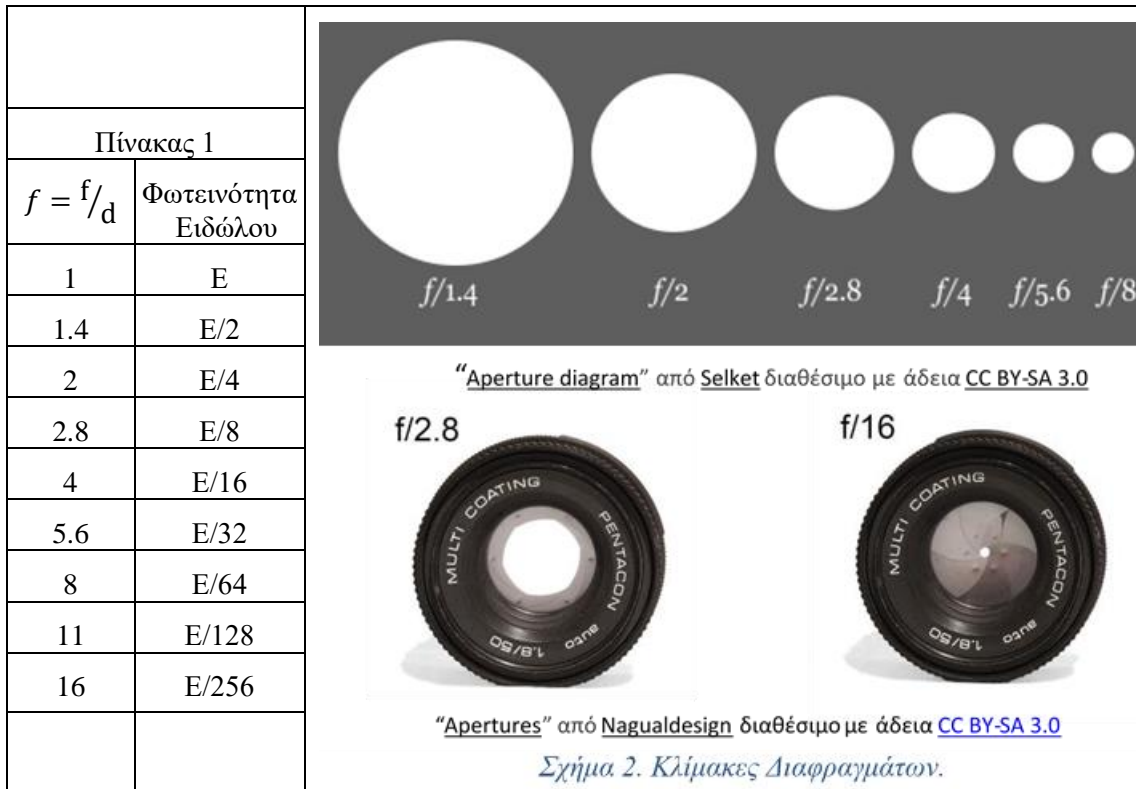 Πίνακας 1
f = f/d Φωτεινότητα Ειδώλου
1 E
1.4 E/2
2 E/4
2.8 E/8
4 E/16
5.6 E/32
8 E/64
11 E/128
16 E/256
f/1.4 f/2 f/2.8 f/4 f/5.6 f/8
“Aperture diagram” από Selket διαθέσιμο με άδεια CC BY-SA 3.0
f/2.8
MULTI COATING
PENTACON auto 1.8/50
f/16
MULTI COATING
PENTACON auto 1.8/50
“Apertures” από Nagualdesign διαθέσιμο με άδεια CC BY-SA 3.0
Σχήμα 2. Κλίμακες Διαφραγμάτων.